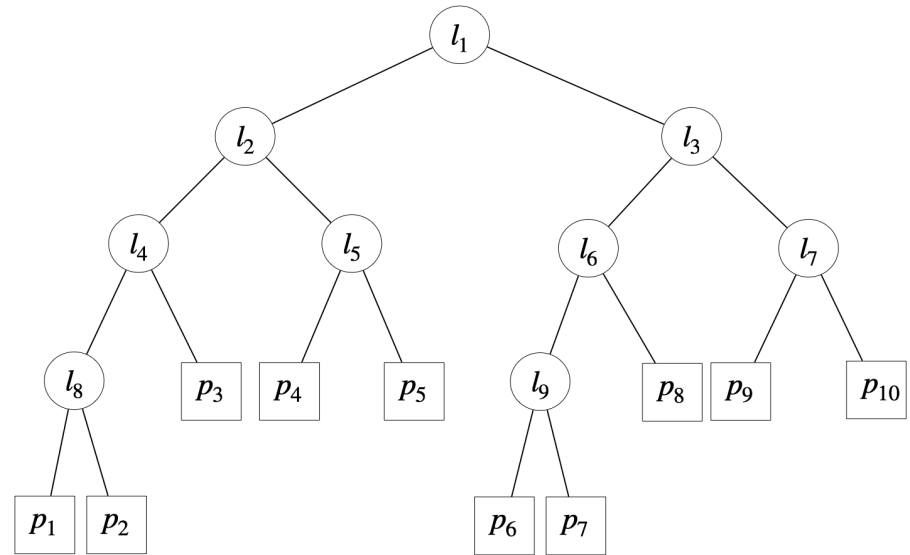 l₁
l₂ l₃
l₄ l₅ l₆ l₇
l₈ p₃ p₄ p₅ l₉ p₈ p₉ p₁₀
p₁ p₂ p₆ p₇